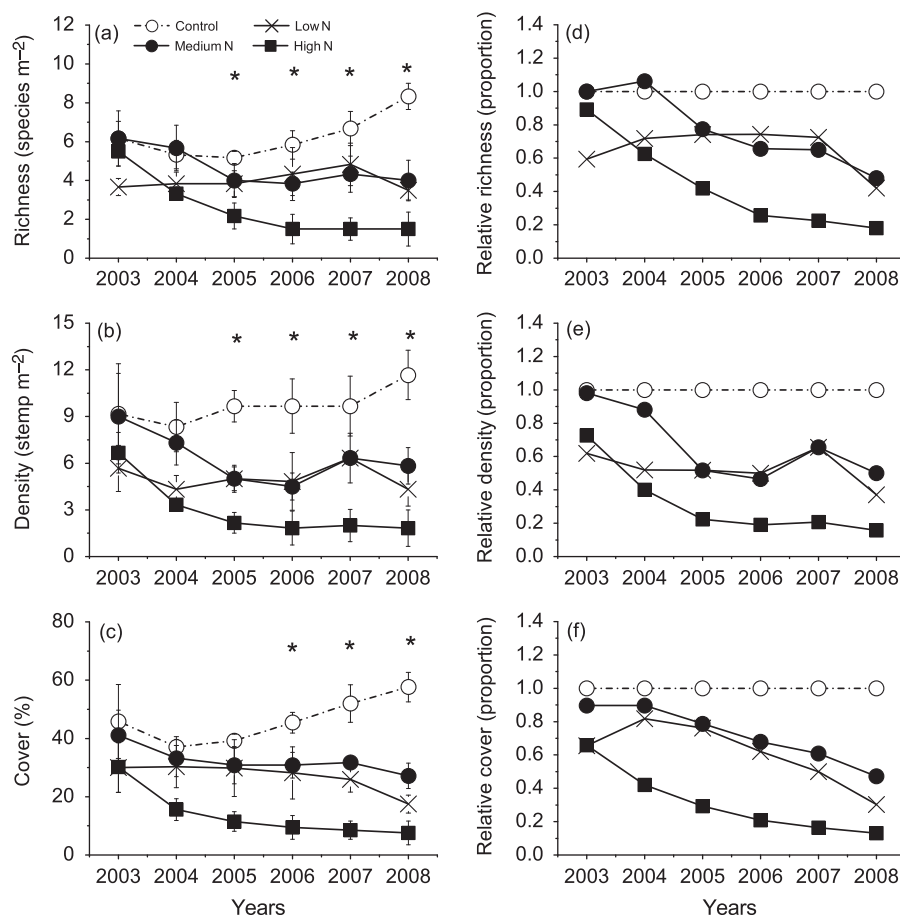 (a)
Control
Low N
Medium N
High N
12
10
8
6
4
2
0
Richness (species m−2)
* * * *
2003 2004 2005 2006 2007 2008
(d)
1.4
1.2
1.0
0.8
0.6
0.4
0.2
0.0
Relative richness (proportion)
2003 2004 2005 2006 2007 2008
(b)
15
12
9
6
3
0
Density (stemp m−2)
* * * *
2003 2004 2005 2006 2007 2008
(e)
1.4
1.2
1.0
0.8
0.6
0.4
0.2
0.0
Relative density (proportion)
2003 2004 2005 2006 2007 2008
(c)
80
60
40
20
0
Cover (%)
* * *
2003 2004 2005 2006 2007 2008
Years
(f)
1.4
1.2
1.0
0.8
0.6
0.4
0.2
0.0
Relative cover (proportion)
2003 2004 2005 2006 2007 2008
Years